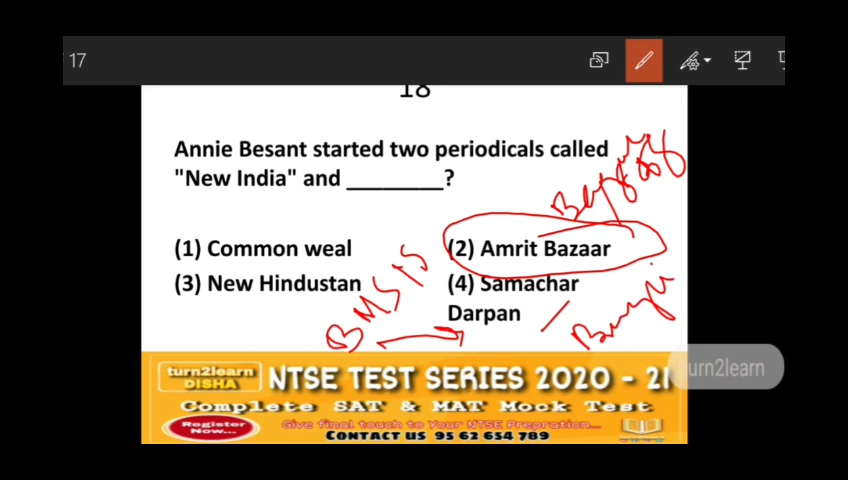 17
18
Annie Besant started two periodicals called
"New India" and ________?
(1) Common weal
(2) Amrit Bazaar
(3) New Hindustan
(4) Samachar
Darpan
turn2learn
DISHA
NTSE TEST SERIES 2020 - 21
Complete SAT & MAT Mock Test
Register
Now...
Give final touch to Your NTSE Prepration...
CONTACT US 95 62 654 789
turn2learn